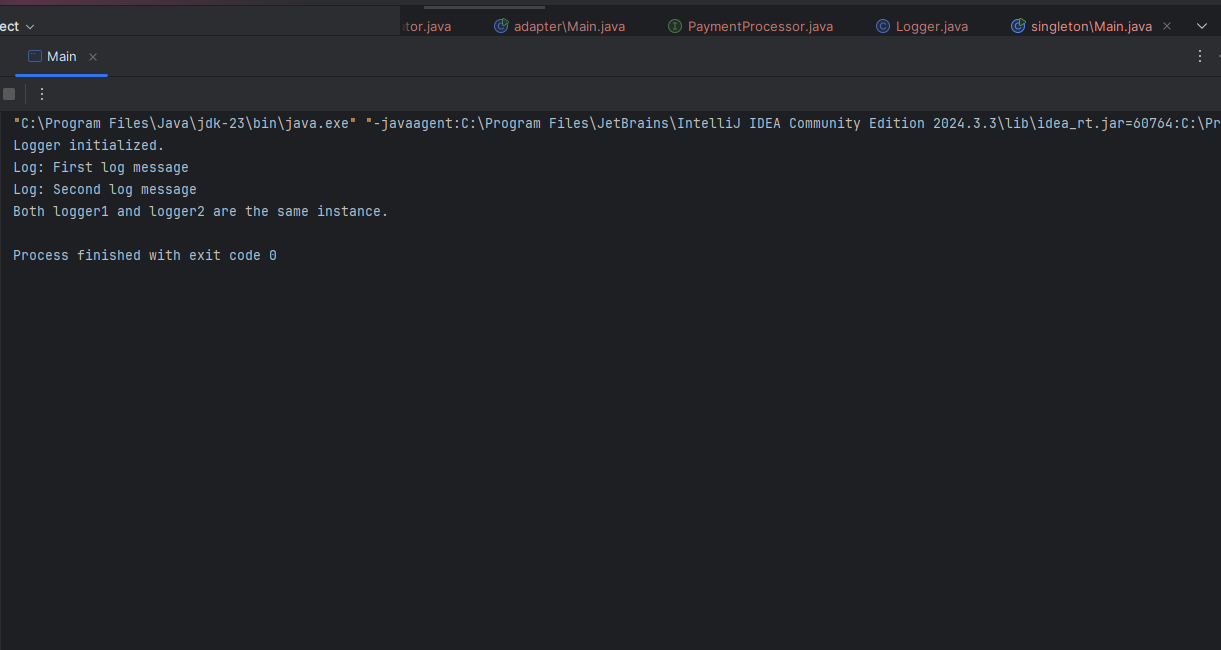 ect
tor.java adapter\Main.java PaymentProcessor.java Logger.java singleton\Main.java
Main
"C:\Program Files\Java\jdk-23\bin\java.exe" "-javaagent:C:\Program Files\JetBrains\IntelliJ IDEA Community Edition 2024.3.3\lib\idea_rt.jar=60764:C:\Pr
Logger initialized.
Log: First log message
Log: Second log message
Both logger1 and logger2 are the same instance.
Process finished with exit code 0